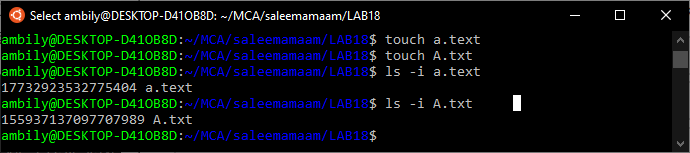 Select ambily@DESKTOP-D41OB8D: ~/MCA/saleemamaam/LAB18
ambily@DESKTOP-D41OB8D:~/MCA/saleemamaam/LAB18$ touch a.text
ambily@DESKTOP-D41OB8D:~/MCA/saleemamaam/LAB18$ touch A.txt
ambily@DESKTOP-D41OB8D:~/MCA/saleemamaam/LAB18$ ls -i a.text
17732923532775404 a.text
ambily@DESKTOP-D41OB8D:~/MCA/saleemamaam/LAB18$ ls -i A.txt
155937137097707989 A.txt
ambily@DESKTOP-D41OB8D:~/MCA/saleemamaam/LAB18$